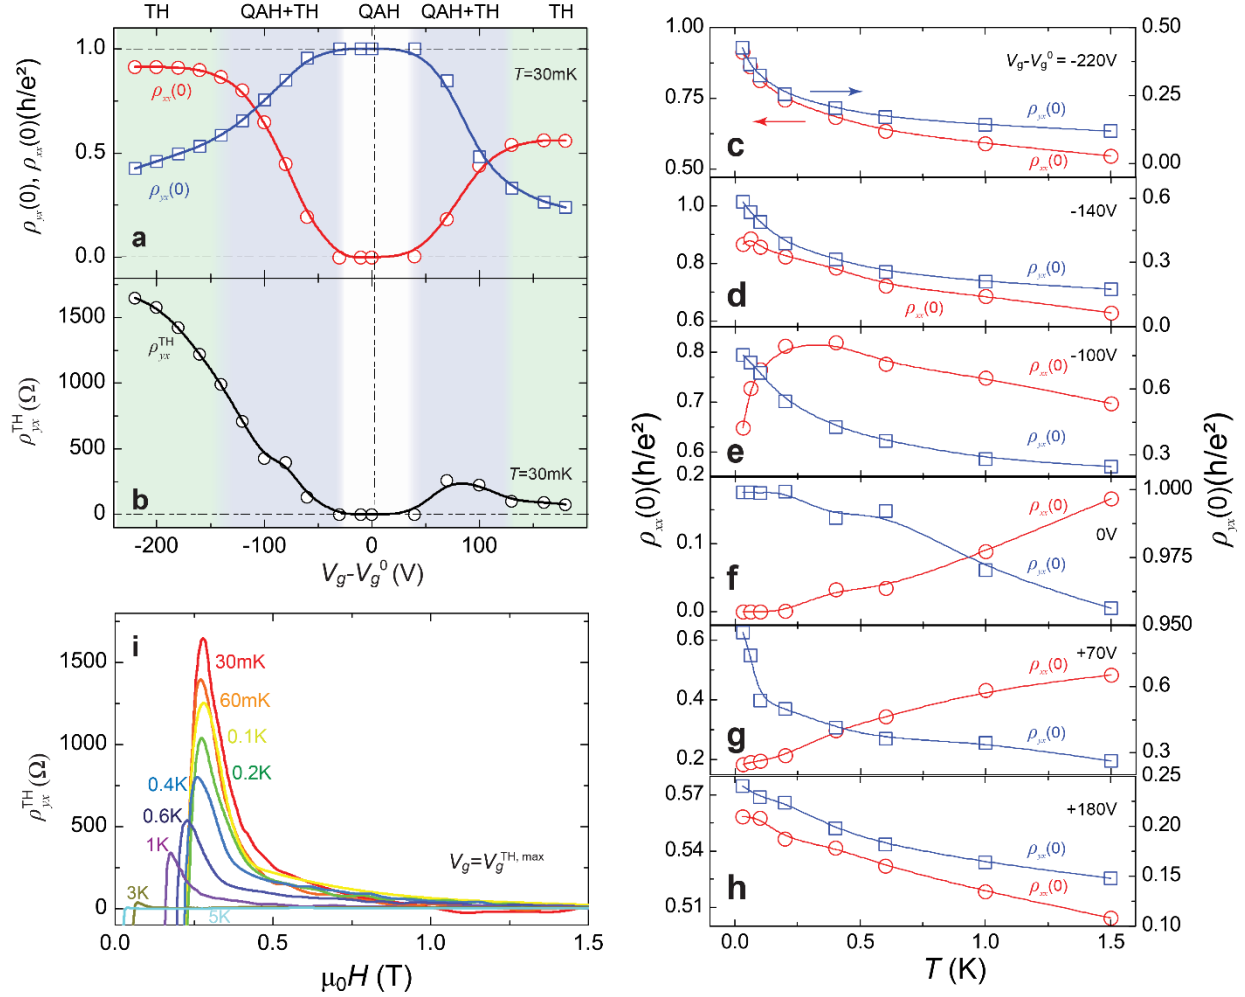 TH QAH+TH QAH QAH+TH TH
1.0
0.5
0.0
ρyx(0), ρxx(0)(h/e²)
T=30mK
ρxx(0)
ρyx(0)
a
1500
1000
500
0
ρyx^TH (Ω)
ρyx^TH
T=30mK
b
-200 -100 0 100
Vg-Vg⁰ (V)
i
1500
1000
500
0
ρyx^TH (Ω)
30mK
60mK
0.1K
0.2K
0.4K
0.6K
1K
3K
5K
Vg=Vg^TH, max
0.0 0.5 1.0 1.5
μ₀H (T)
1.00 0.50
0.75 0.25
0.50 0.00
Vg-Vg⁰ = -220V
ρyx(0)
ρxx(0)
c
1.0 0.6
0.8 0.3
0.6 0.0
-140V
ρyx(0)
ρxx(0)
d
0.8 0.6
0.7 0.3
0.6
-100V
ρxx(0)
ρyx(0)
e
0.2 1.000
0.1 0.975
0.0 0.950
ρxx(0)
0V
ρyx(0)
f
ρxx(0)(h/e²)
ρyx(0)(h/e²)
0.6 0.6
0.4 0.3
0.2
+70V
ρxx(0)
ρyx(0)
g
0.57 0.25
0.54 0.20
0.51 0.15
0.10
+180V
ρyx(0)
ρxx(0)
h
0.0 0.5 1.0 1.5
T (K)